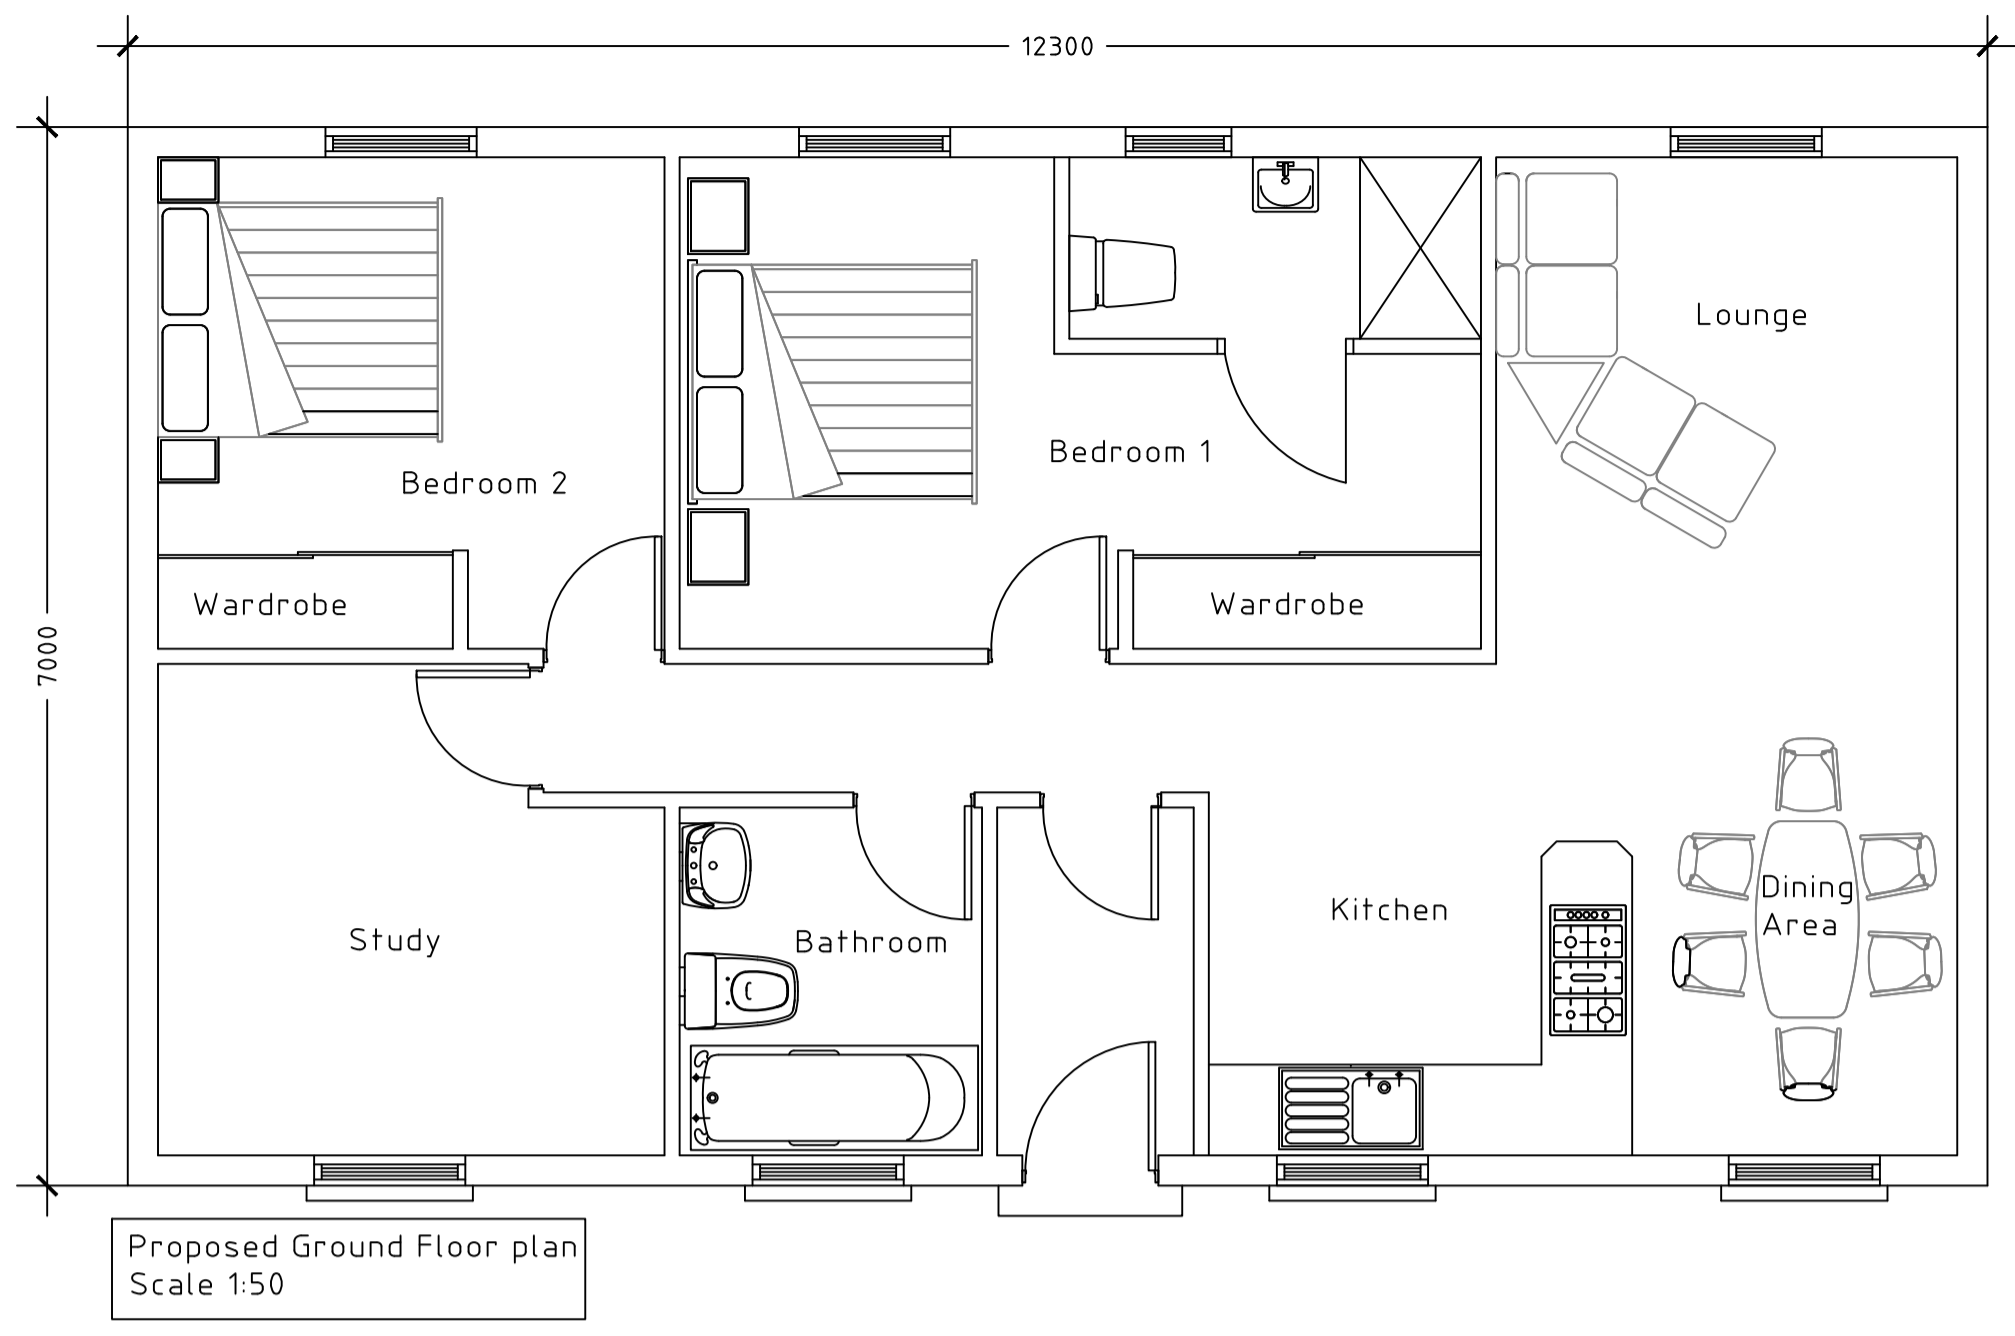 12300
7000
Lounge
Bedroom 1
Bedroom 2
Wardrobe
Wardrobe
Dining
Area
Kitchen
Study
Bathroom
Proposed Ground Floor plan
Scale 1:50